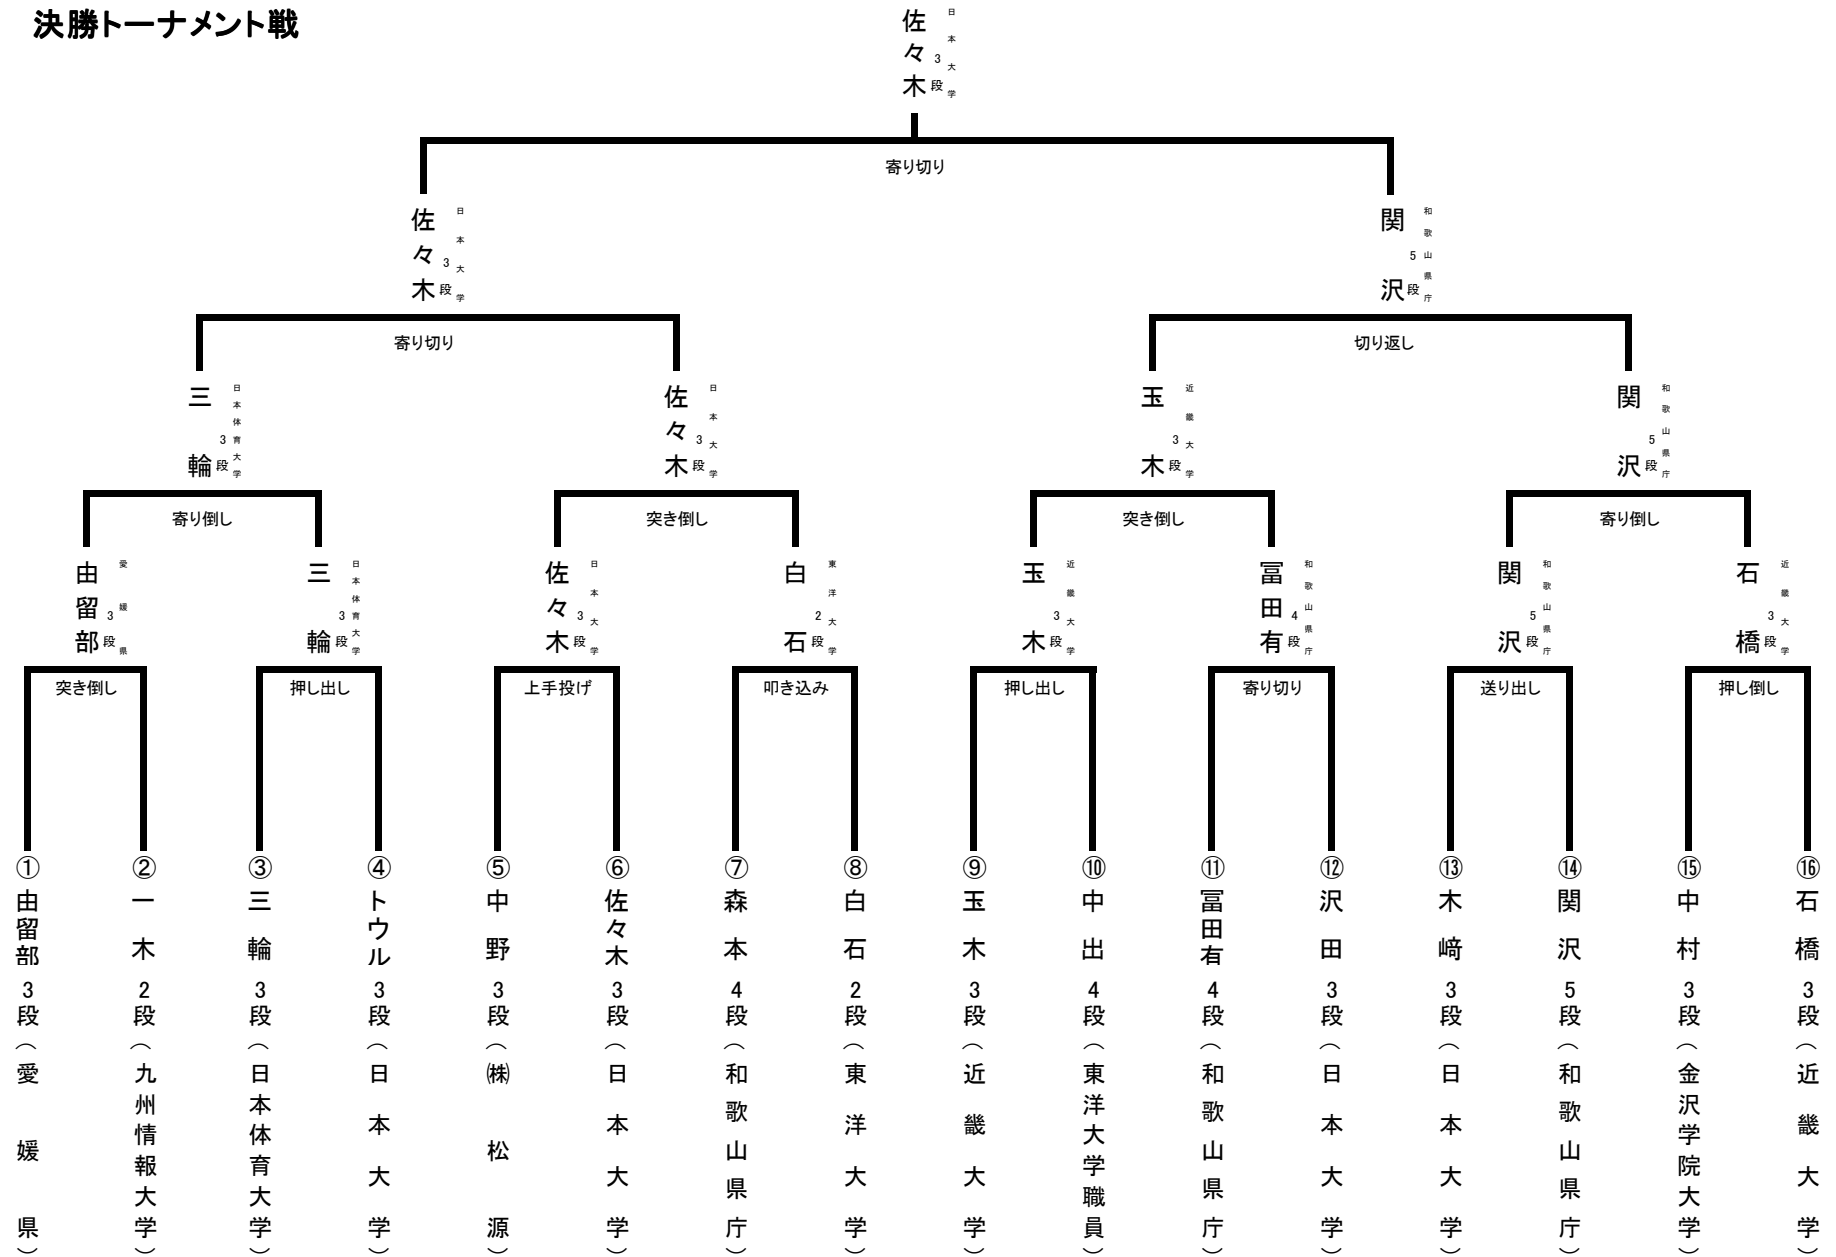 決勝トーナメント戦
佐々木 3段 日本大学
寄り切り
佐々木 3段 日本大学
関沢 5段 和歌山県庁
寄り切り
切り返し
三輪 3段 日本体育大学
佐々木 3段 日本大学
玉木 3段 近畿大学
関沢 5段 和歌山県庁
寄り倒し
突き倒し
突き倒し
寄り倒し
由留部 3段 愛媛県
三輪 3段 日本体育大学
佐々木 3段 日本大学
白石 2段 東洋大学
玉木 3段 近畿大学
冨田有 4段 和歌山県庁
関沢 5段 和歌山県庁
石橋 3段 近畿大学
突き倒し
押し出し
上手投げ
叩き込み
押し出し
寄り切り
送り出し
押し倒し
① 由留部 3段(愛媛県)
② 一木 2段(九州情報大学)
③ 三輪 3段(日本体育大学)
④ トウル 3段(日本大学)
⑤ 中野 3段(㈱松源)
⑥ 佐々木 3段(日本大学)
⑦ 森本 4段(和歌山県庁)
⑧ 白石 2段(東洋大学)
⑨ 玉木 3段(近畿大学)
⑩ 中出 4段(東洋大学職員)
⑪ 冨田有 4段(和歌山県庁)
⑫ 沢田 3段(日本大学)
⑬ 木﨑 3段(日本大学)
⑭ 関沢 5段(和歌山県庁)
⑮ 中村 3段(金沢学院大学)
⑯ 石橋 3段(近畿大学)